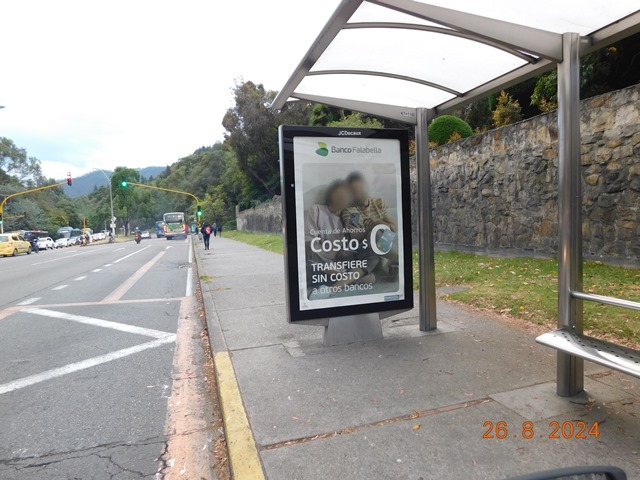 JCDecaux
Banco Falabella
Cuenta de Ahorros
Costo $0
TRANSFIERE
SIN COSTO
a otros bancos
26.8.2024